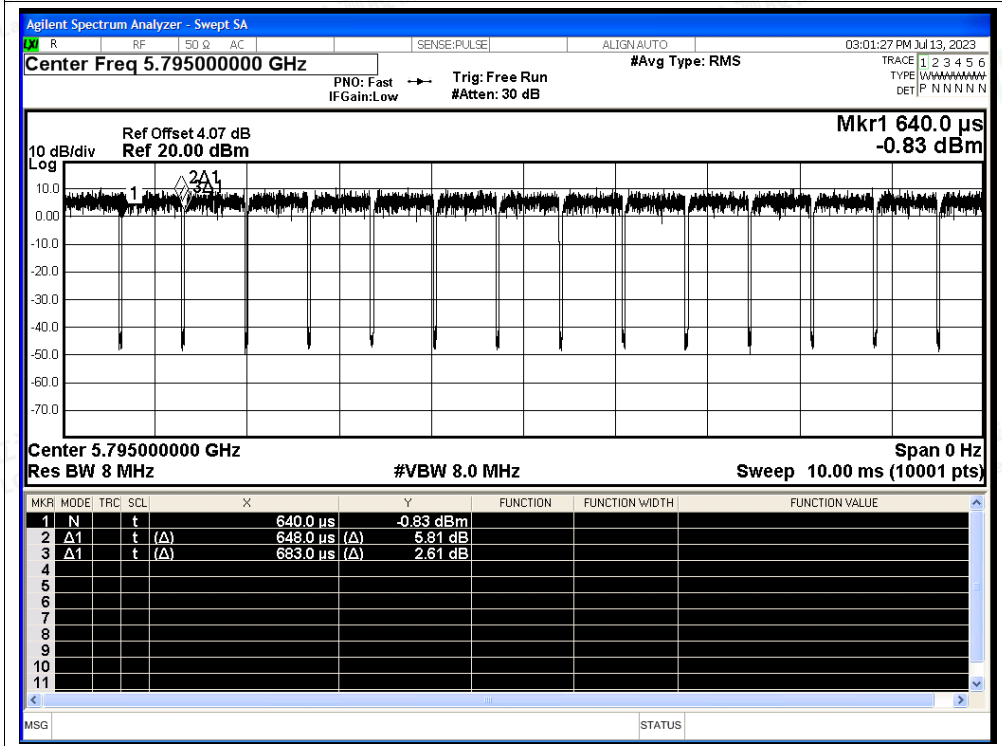 Agilent Spectrum Analyzer - Swept SA
LXI R RF 50 Ω AC SENSE:PULSE ALIGN AUTO 03:01:27 PM Jul 13, 2023
Center Freq 5.795000000 GHz #Avg Type: RMS TRACE 1 2 3 4 5 6
PNO: Fast Trig: Free Run TYPE WWWWWW
IFGain:Low #Atten: 30 dB DET P N N N N N
Mkr1 640.0 µs
Ref Offset 4.07 dB
10 dB/div Ref 20.00 dBm -0.83 dBm
Log
2Δ1
1 3Δ1
10.0
0.00
-10.0
-20.0
-30.0
-40.0
-50.0
-60.0
-70.0
Center 5.795000000 GHz Span 0 Hz
Res BW 8 MHz #VBW 8.0 MHz Sweep 10.00 ms (10001 pts)
MKR MODE TRC SCL X Y FUNCTION FUNCTION WIDTH FUNCTION VALUE
1 N t 640.0 µs -0.83 dBm
2 Δ1 t (Δ) 648.0 µs (Δ) 5.81 dB
3 Δ1 t (Δ) 683.0 µs (Δ) 2.61 dB
4
5
6
7
8
9
10
11
MSG STATUS